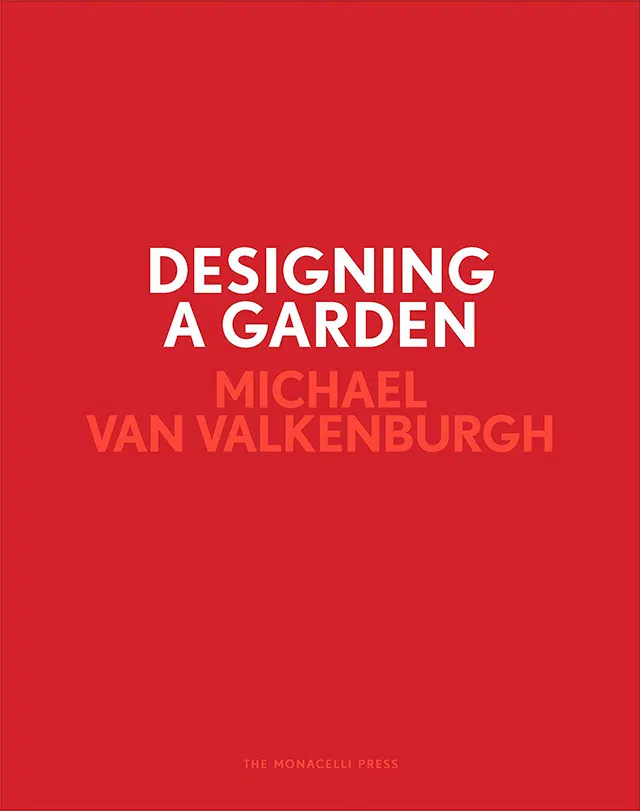 DESIGNING
A GARDEN
MICHAEL
VAN VALKENBURGH
THE MONACELLI PRESS